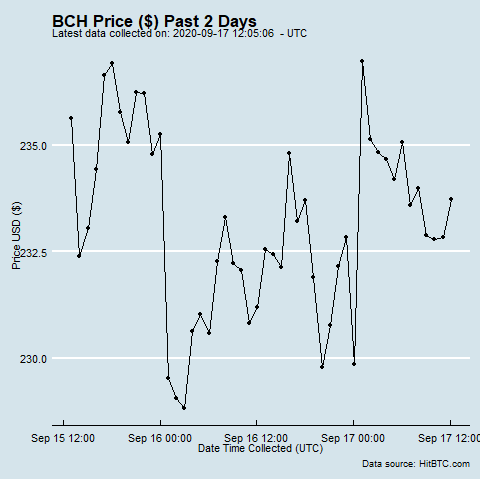 BCH Price ($) Past 2 Days
Latest data collected on: 2020-09-17 12:05:06 - UTC
Price USD ($)
235.0
232.5
230.0
Sep 15 12:00
Sep 16 00:00
Sep 16 12:00
Sep 17 00:00
Sep 17 12:00
Date Time Collected (UTC)
Data source: HitBTC.com